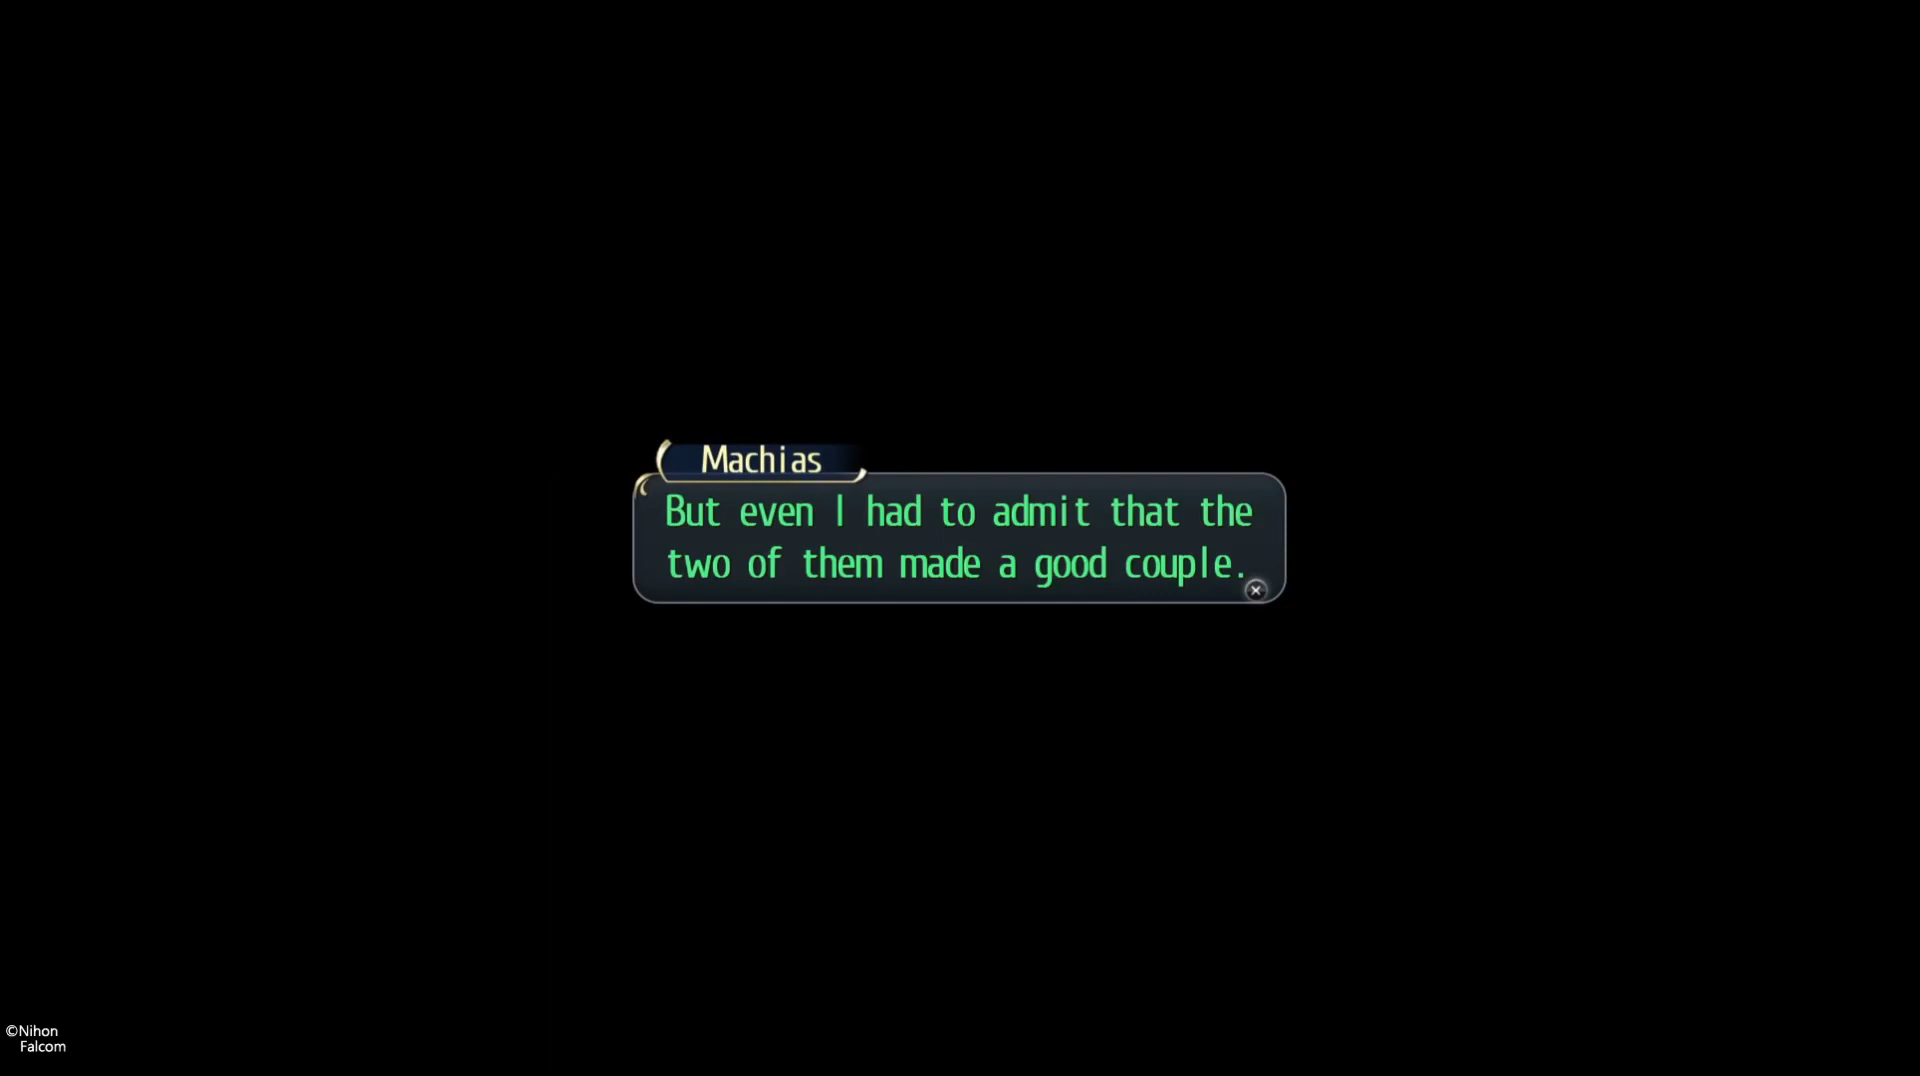 Machias
But even I had to admit that the
two of them made a good couple.
©Nihon
Falcom